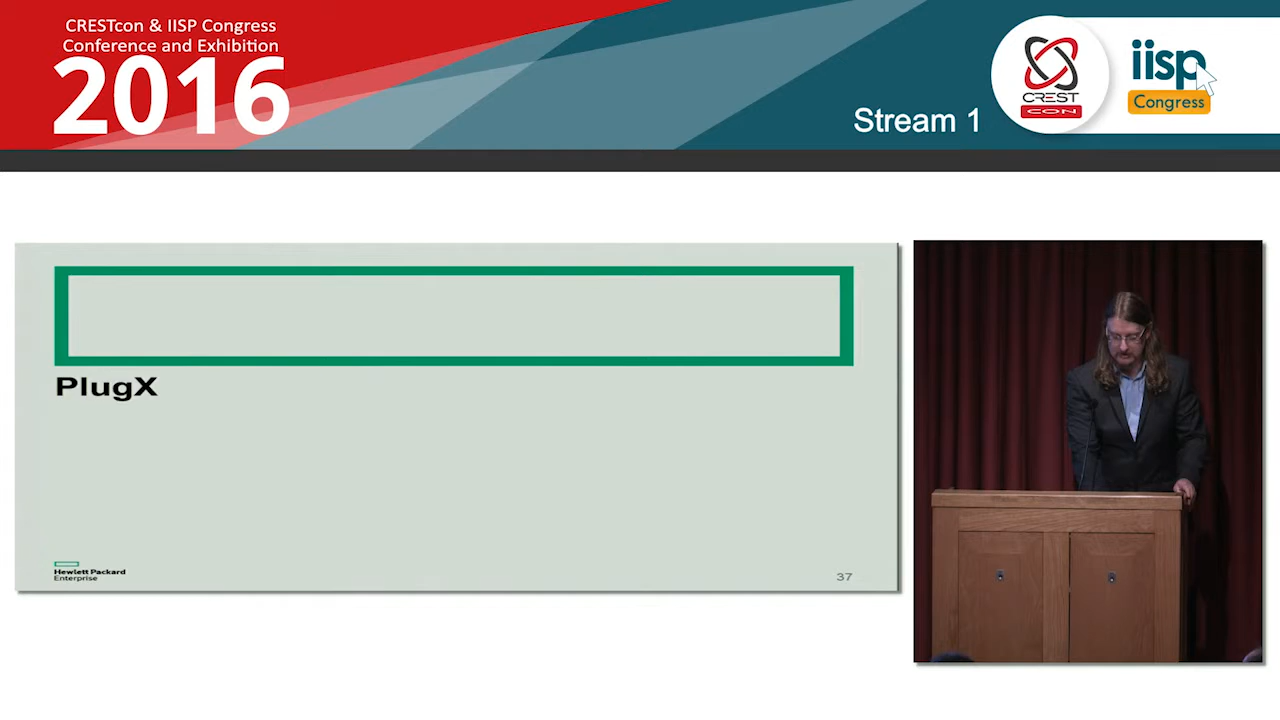 CRESTcon & IISP Congress
Conference and Exhibition
2016
Stream 1
CREST
CON
iisp
Congress
PlugX
Hewlett Packard
Enterprise
37